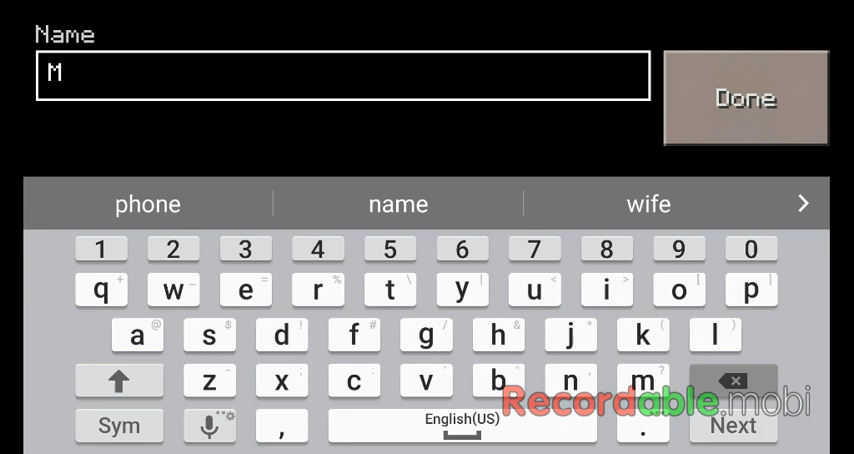 Name
M
Done
phone name wife >
1 2 3 4 5 6 7 8 9 0
q + w _ e = r % t \ y | u < i > o [ p ]
a @ s $ d ! f # g / h & j * k ( l )
z - x ; c : v ' b " n , m ?
Sym , English(US) . Next
Recordable.mobi